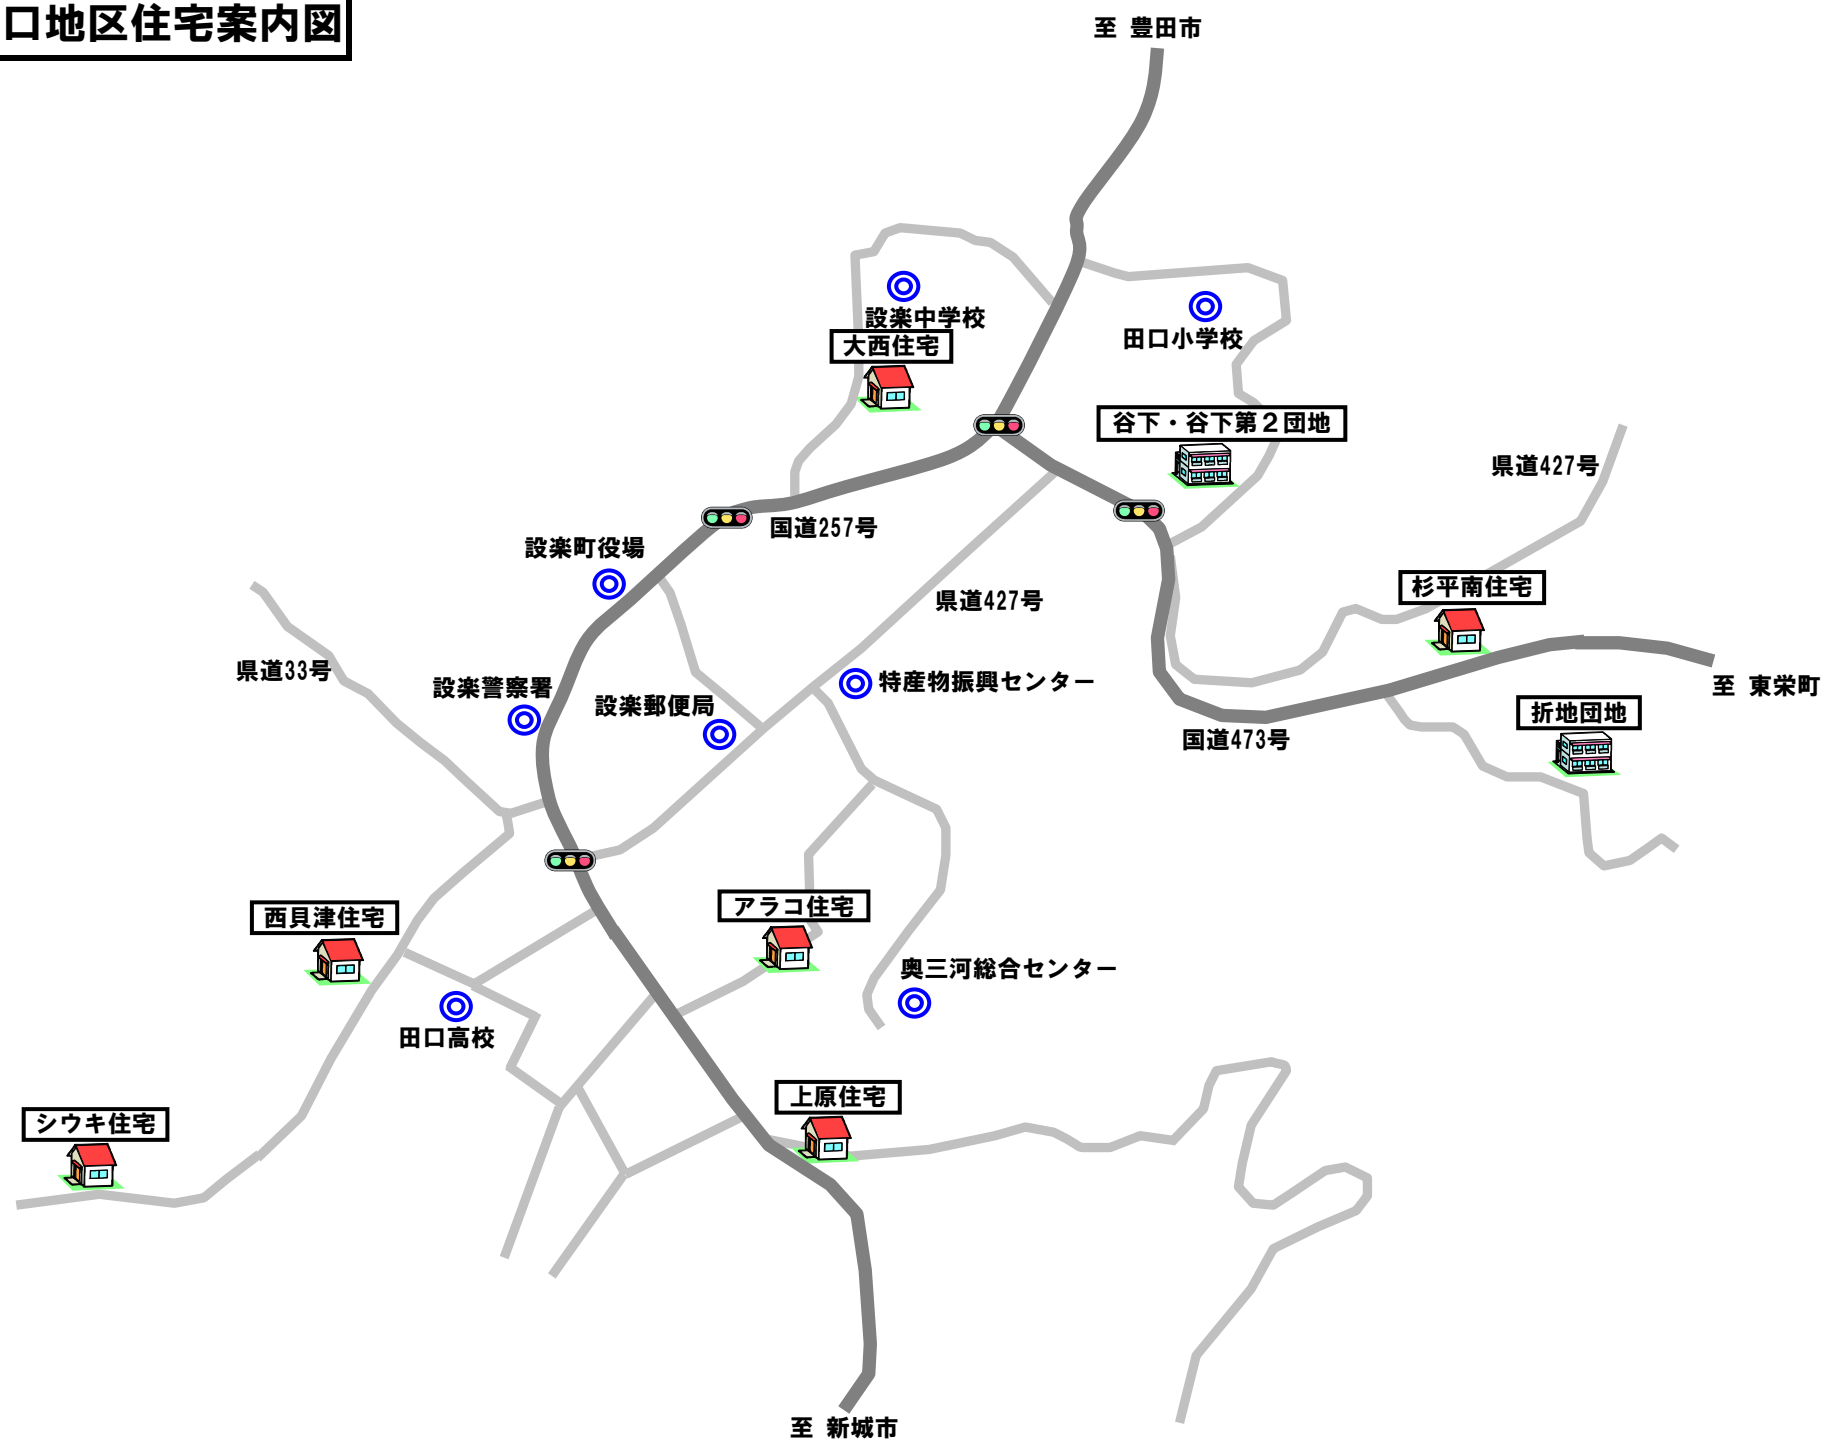 口地区住宅案内図
至 豊田市
設楽中学校
大西住宅
田口小学校
谷下・谷下第２団地
県道427号
国道257号
設楽町役場
杉平南住宅
県道427号
県道33号
設楽警察署
設楽郵便局
特産物振興センター
至 東栄町
折地団地
国道473号
西貝津住宅
アラコ住宅
奥三河総合センター
田口高校
上原住宅
シウキ住宅
至 新城市